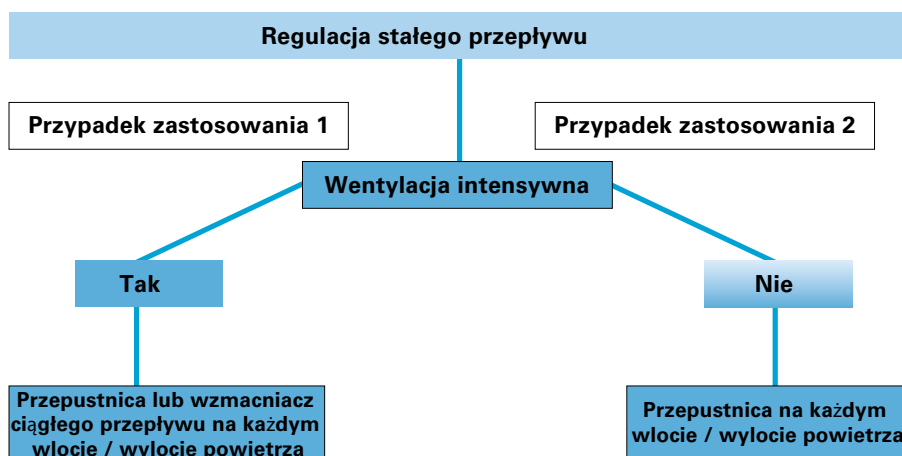 Regulacja stałego przepływu
Przypadek zastosowania 1
Przypadek zastosowania 2
Wentylacja intensywna
Tak
Nie
Przepustnica lub wzmacniacz
ciągłego przepływu na każdym
wlocie / wylocie powietrza
Przepustnica na każdym
wlocie / wylocie powietrza